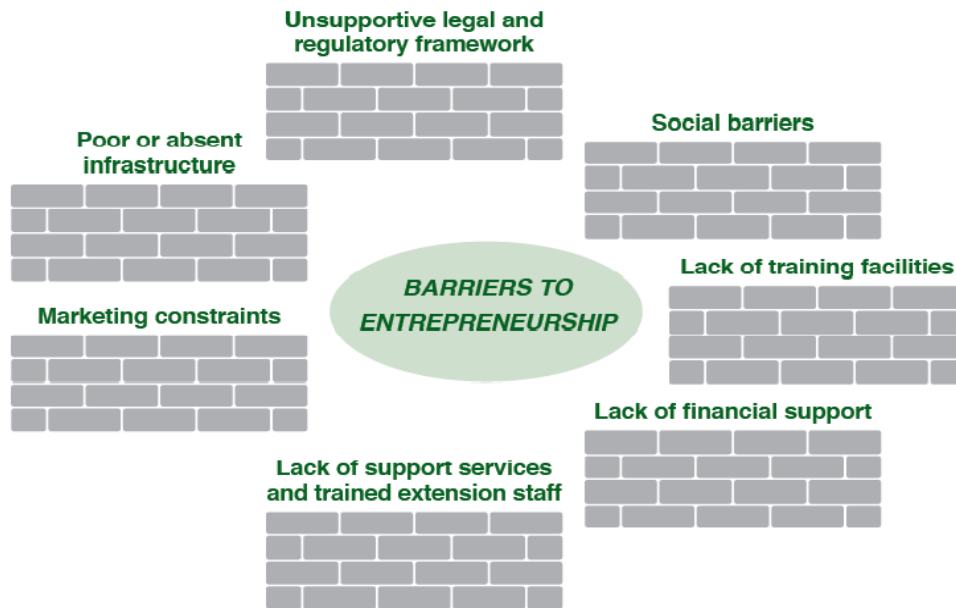 Unsupportive legal and
regulatory framework
Social barriers
Poor or absent
infrastructure
Lack of training facilities
BARRIERS TO
ENTREPRENEURSHIP
Marketing constraints
Lack of financial support
Lack of support services
and trained extension staff